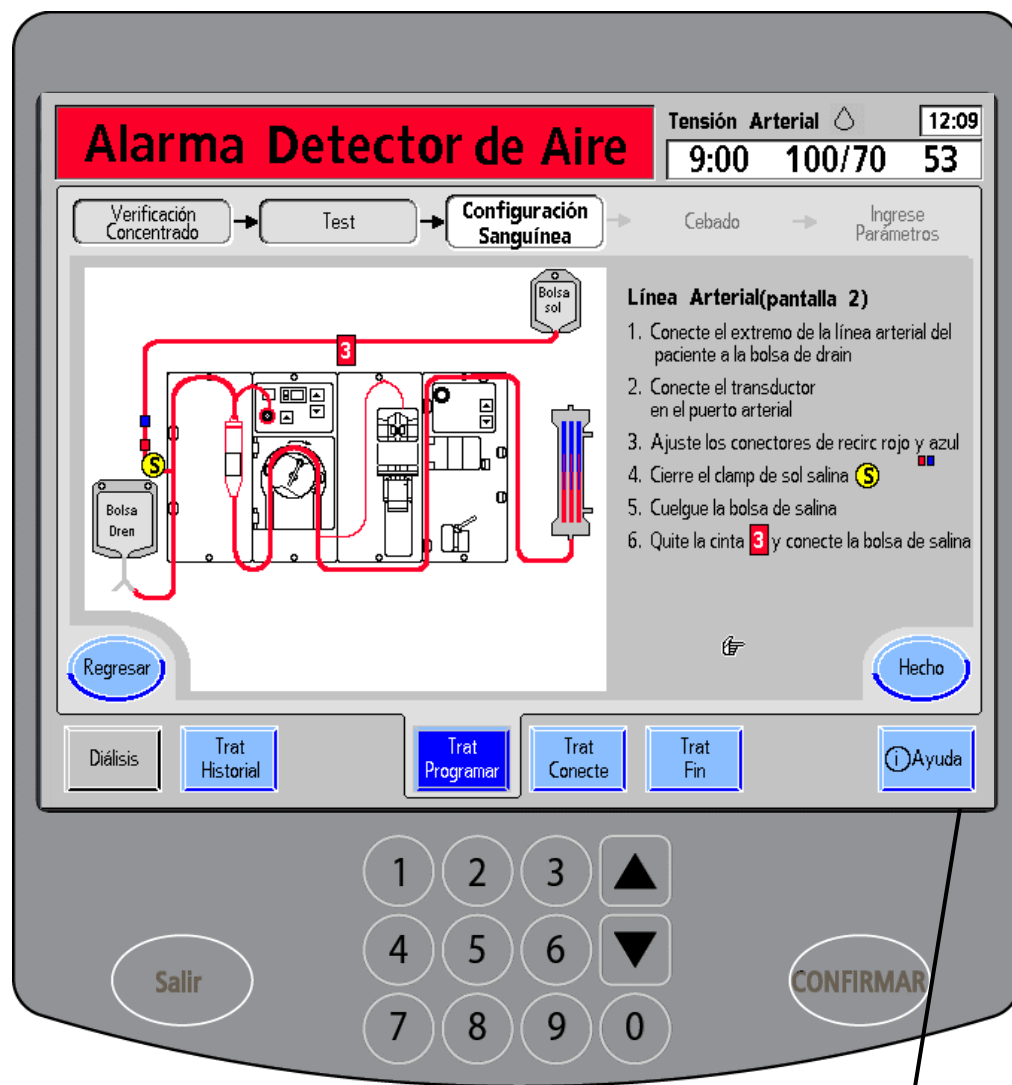 Alarma Detector de Aire
Tensión Arterial
12:09
9:00 100/70 53
Verificación
Concentrado
Test
Configuración
Sanguínea
Cebado
Ingrese
Parámetros
Bolsa
sol
3
S
Bolsa
Dren
Línea Arterial(pantalla 2)
1. Conecte el extremo de la línea arterial del
paciente a la bolsa de drain
2. Conecte el transductor
en el puerto arterial
3. Ajuste los conectores de recirc rojo y azul
4. Cierre el clamp de sol salina S
5. Cuelgue la bolsa de salina
6. Quite la cinta 3 y conecte la bolsa de salina
Regresar
Hecho
Diálisis
Trat
Historial
Trat
Programar
Trat
Conecte
Trat
Fin
i Ayuda
1 2 3
4 5 6
7 8 9 0
Salir
CONFIRMAR